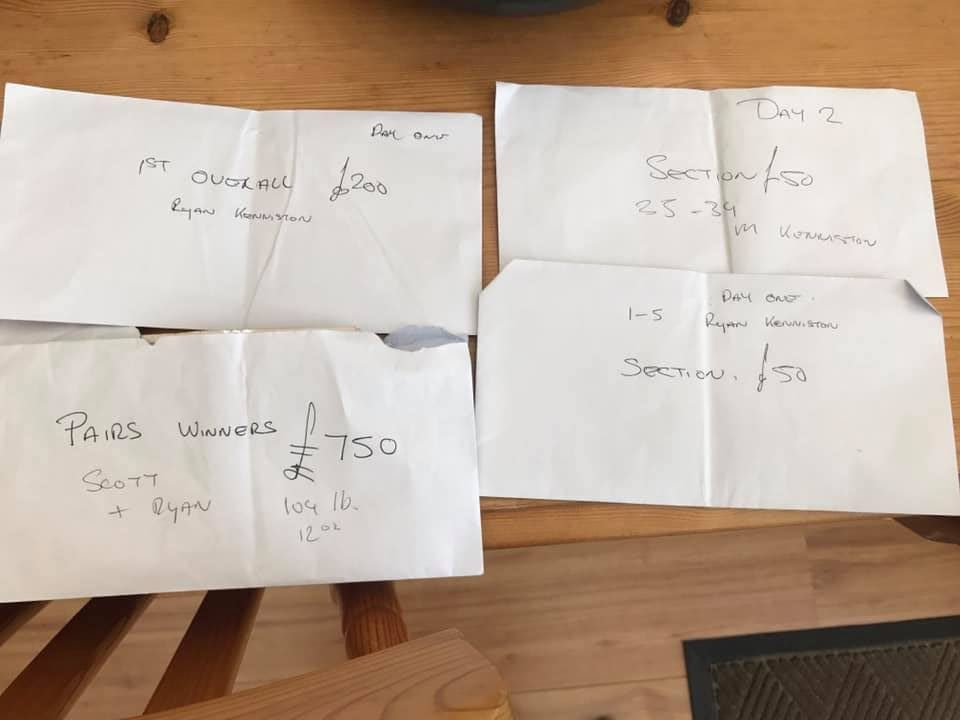 DAY ONE
1ST OVERALL £200
RYAN KENNISTON
DAY 2
SECTION £50
25-34
M KENNISTON
DAY ONE.
1-5 RYAN KENNISTON
SECTION. £50
PAIRS WINNERS £750
SCOTT
+ RYAN
104 lb.
12oz